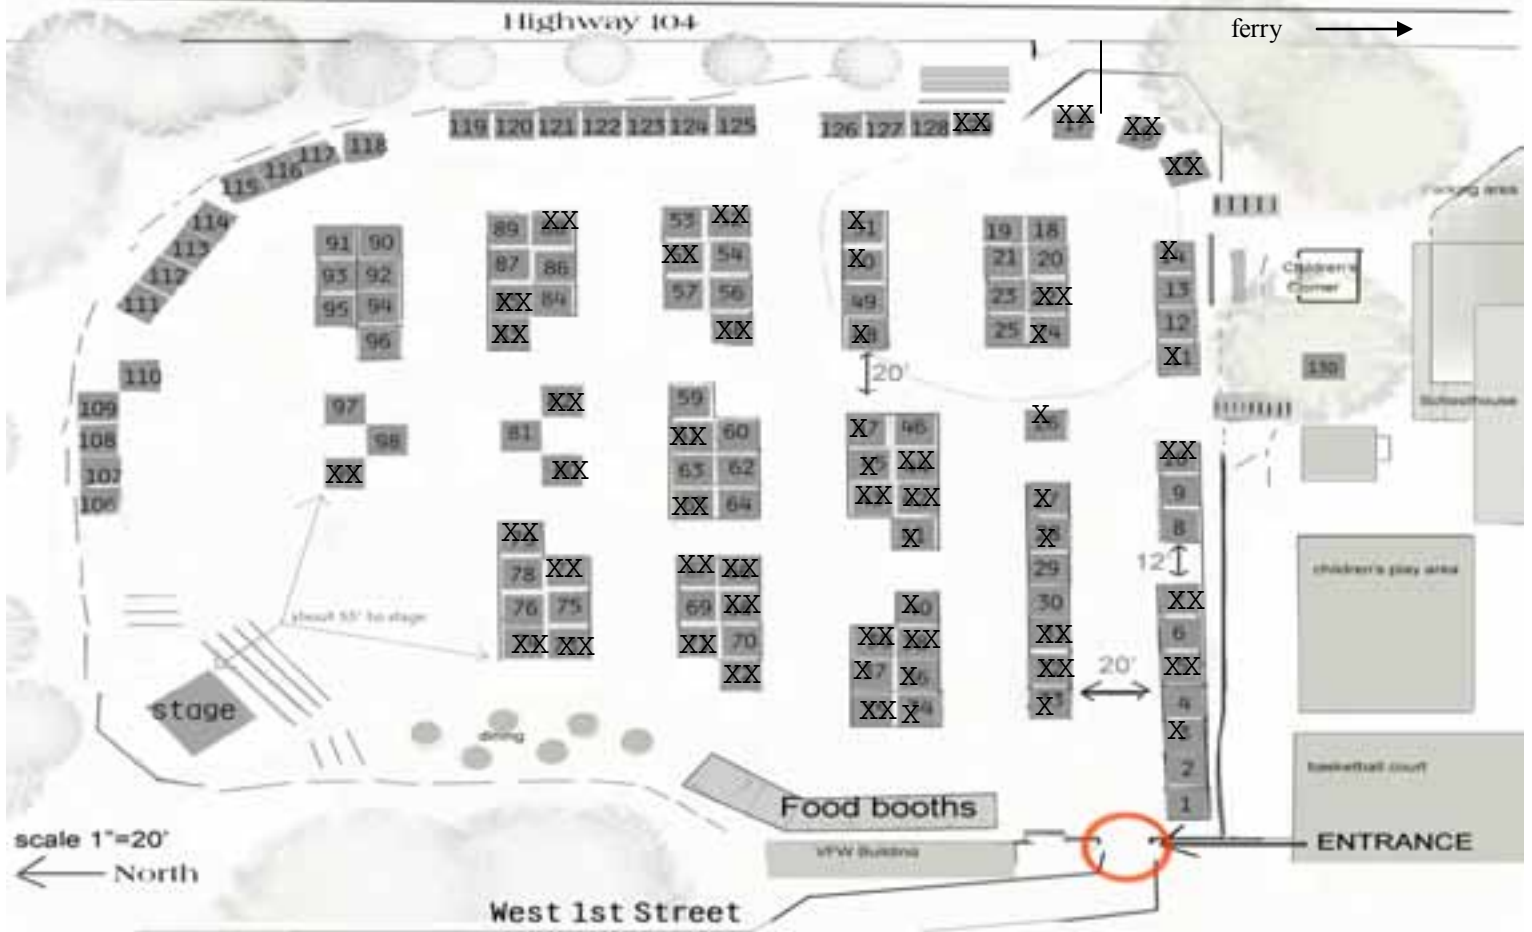 Highway 104
ferry
119 120 121 122 123 124 125
126 127 128 XX
XX
XX
XX
118
117
116
115
114
113
112
111
110
109
108
107
106
91 90
93 92
95 94
96
97
98
XX
89 XX
87 86
XX 84
XX
XX
81
XX
XX
78 XX
76 75
XX XX
53 XX
XX 54
57 56
XX
59
XX 60
63 62
XX 64
XX XX
69 XX
XX 70
XX
X
X
49
X
20'
X 46
X XX
XX XX
X
X
XX XX
X X
XX X
19 18
21 20
23 XX
25 X
X
X
X
29
30
XX
XX
X
20'
X
13
12
X
XX
9
8
12'
XX
6
XX
4
X
2
1
Parking area
Children's
Corner
130
Schoolhouse
children's play area
basketball court
about 55' to stage
stage
dining
Food booths
VFW Building
ENTRANCE
scale 1"=20'
North
West 1st Street